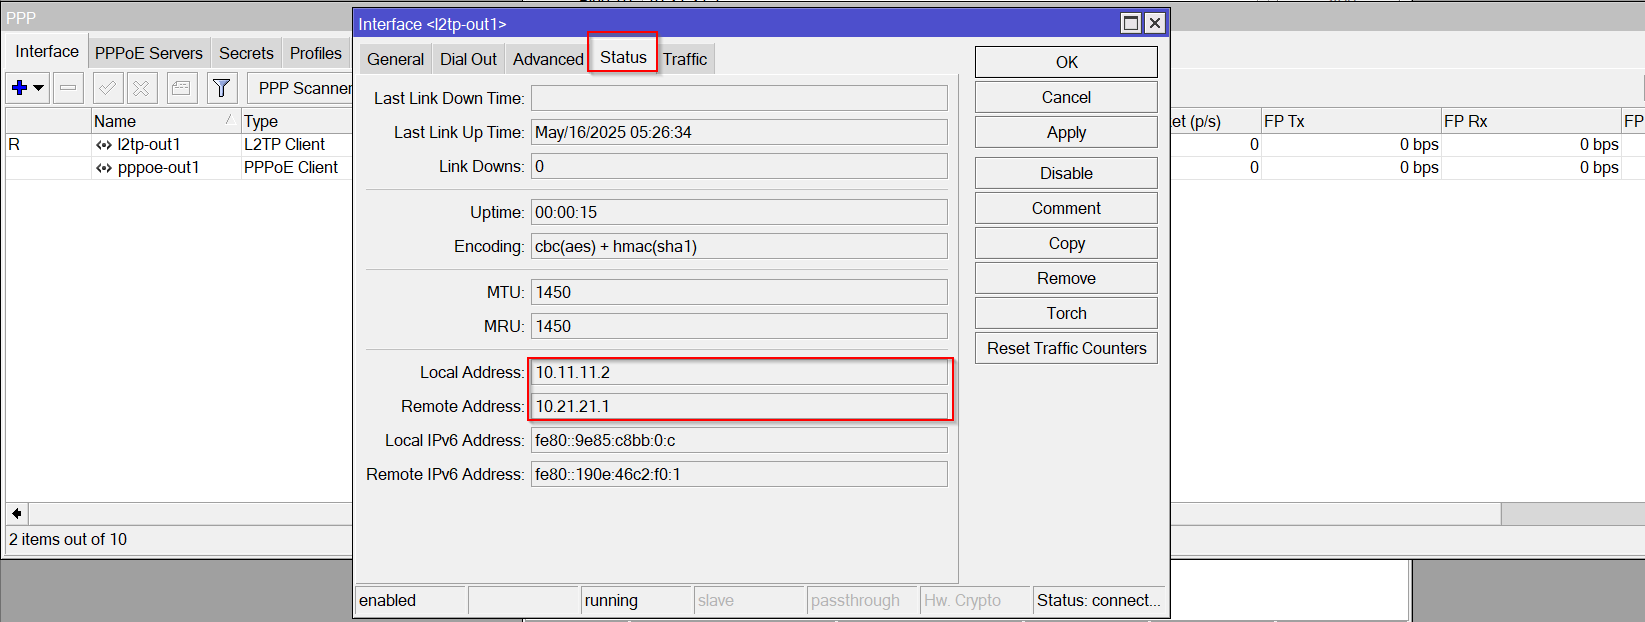 PPP
Interface PPPoE Servers Secrets Profiles
PPP Scanner
Name Type
R l2tp-out1 L2TP Client
pppoe-out1 PPPoE Client
2 items out of 10
Interface <l2tp-out1>
General Dial Out Advanced Status Traffic
Last Link Down Time:
Last Link Up Time: May/16/2025 05:26:34
Link Downs: 0
Uptime: 00:00:15
Encoding: cbc(aes) + hmac(sha1)
MTU: 1450
MRU: 1450
Local Address: 10.11.11.2
Remote Address: 10.21.21.1
Local IPv6 Address: fe80::9e85:c8bb:0:c
Remote IPv6 Address: fe80::190e:46c2:f0:1
OK
Cancel
Apply
Disable
Comment
Copy
Remove
Torch
Reset Traffic Counters
enabled running slave passthrough Hw. Crypto Status: connect...
et (p/s) FP Tx FP Rx FP
0 0 bps 0 bps
0 0 bps 0 bps